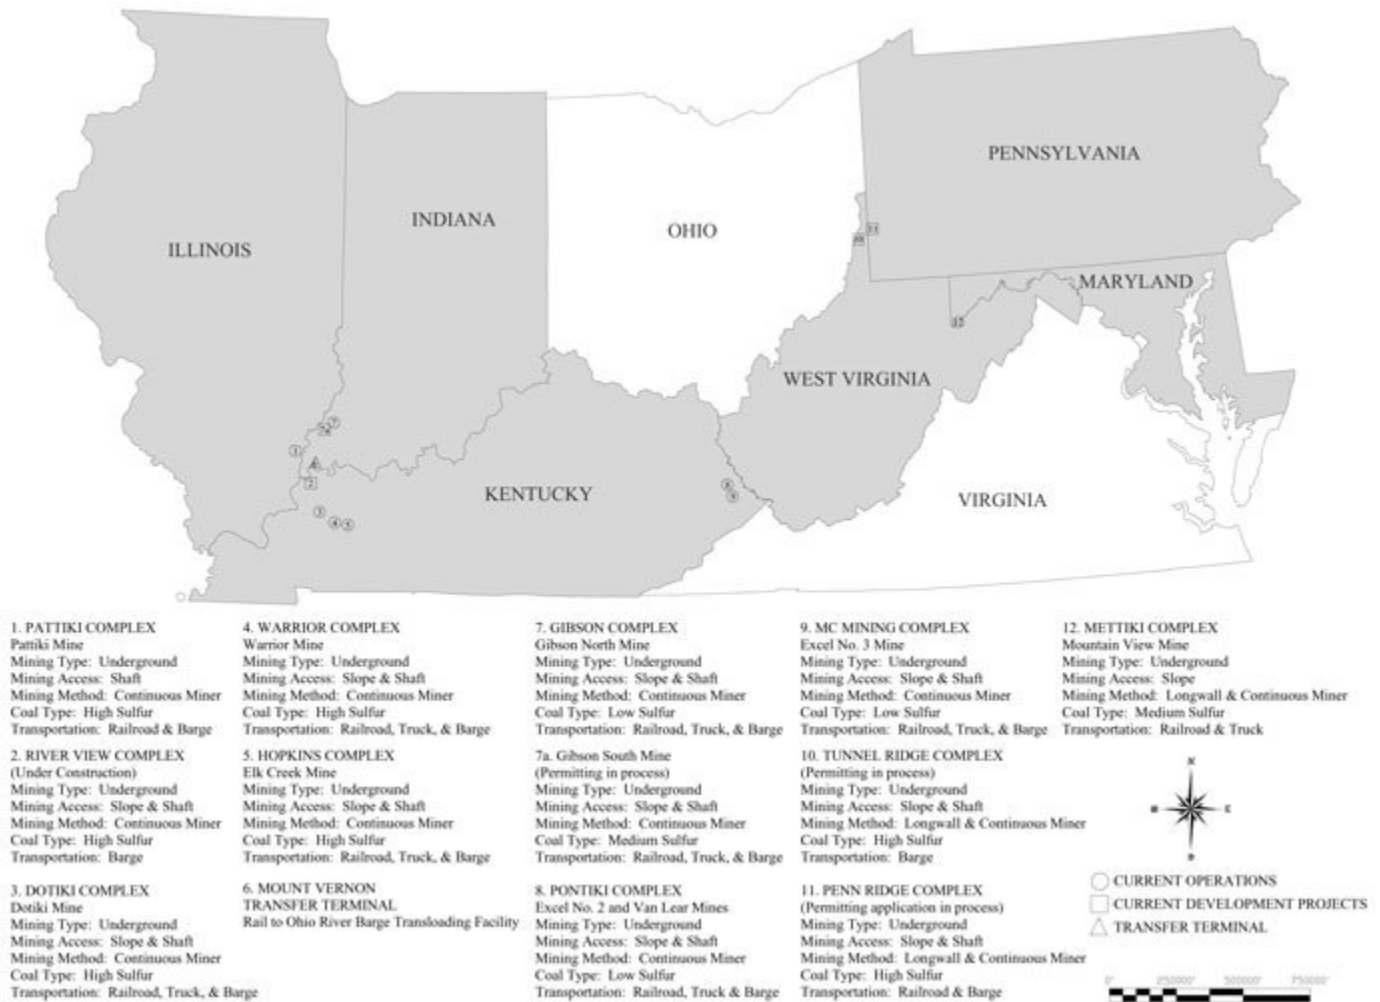 ILLINOIS
INDIANA
OHIO
PENNSYLVANIA
MARYLAND
WEST VIRGINIA
KENTUCKY
VIRGINIA
1
2
3
4
5
7
8
9
10
11
12
1. PATTIKI COMPLEX
Pattiki Mine
Mining Type: Underground
Mining Access: Shaft
Mining Method: Continuous Miner
Coal Type: High Sulfur
Transportation: Railroad & Barge
2. RIVER VIEW COMPLEX
(Under Construction)
Mining Type: Underground
Mining Access: Slope & Shaft
Mining Method: Continuous Miner
Coal Type: High Sulfur
Transportation: Barge
3. DOTIKI COMPLEX
Dotiki Mine
Mining Type: Underground
Mining Access: Slope & Shaft
Mining Method: Continuous Miner
Coal Type: High Sulfur
Transportation: Railroad, Truck, & Barge
4. WARRIOR COMPLEX
Warrior Mine
Mining Type: Underground
Mining Access: Slope & Shaft
Mining Method: Continuous Miner
Coal Type: High Sulfur
Transportation: Railroad, Truck, & Barge
5. HOPKINS COMPLEX
Elk Creek Mine
Mining Type: Underground
Mining Access: Slope & Shaft
Mining Method: Continuous Miner
Coal Type: High Sulfur
Transportation: Railroad, Truck, & Barge
6. MOUNT VERNON
TRANSFER TERMINAL
Rail to Ohio River Barge Transloading Facility
7. GIBSON COMPLEX
Gibson North Mine
Mining Type: Underground
Mining Access: Slope & Shaft
Mining Method: Continuous Miner
Coal Type: Low Sulfur
Transportation: Railroad, Truck, & Barge
7a. Gibson South Mine
(Permitting in process)
Mining Type: Underground
Mining Access: Slope & Shaft
Mining Method: Continuous Miner
Coal Type: Medium Sulfur
Transportation: Railroad, Truck, & Barge
8. PONTIKI COMPLEX
Excel No. 2 and Van Lear Mines
Mining Type: Underground
Mining Access: Slope & Shaft
Mining Method: Continuous Miner
Coal Type: Low Sulfur
Transportation: Railroad, Truck & Barge
9. MC MINING COMPLEX
Excel No. 3 Mine
Mining Type: Underground
Mining Access: Slope & Shaft
Mining Method: Continuous Miner
Coal Type: Low Sulfur
Transportation: Railroad, Truck, & Barge
10. TUNNEL RIDGE COMPLEX
(Permitting in process)
Mining Type: Underground
Mining Access: Slope & Shaft
Mining Method: Longwall & Continuous Miner
Coal Type: High Sulfur
Transportation: Barge
11. PENN RIDGE COMPLEX
(Permitting application in process)
Mining Type: Underground
Mining Access: Slope & Shaft
Mining Method: Longwall & Continuous Miner
Coal Type: High Sulfur
Transportation: Railroad & Barge
12. METTIKI COMPLEX
Mountain View Mine
Mining Type: Underground
Mining Access: Slope
Mining Method: Longwall & Continuous Miner
Coal Type: Medium Sulfur
Transportation: Railroad & Truck
N
E
CURRENT OPERATIONS
CURRENT DEVELOPMENT PROJECTS
TRANSFER TERMINAL
0' 250000' 500000' 750000'